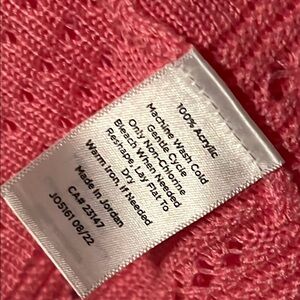 100% Acrylic
Machine Wash Cold
Gentle Cycle
Only Non-Chlorine
Bleach When Needed
Reshape, Lay Flat To
Dry
Warm Iron, If Needed
Made In Jordan
CA# 23147
JOS161 08/22